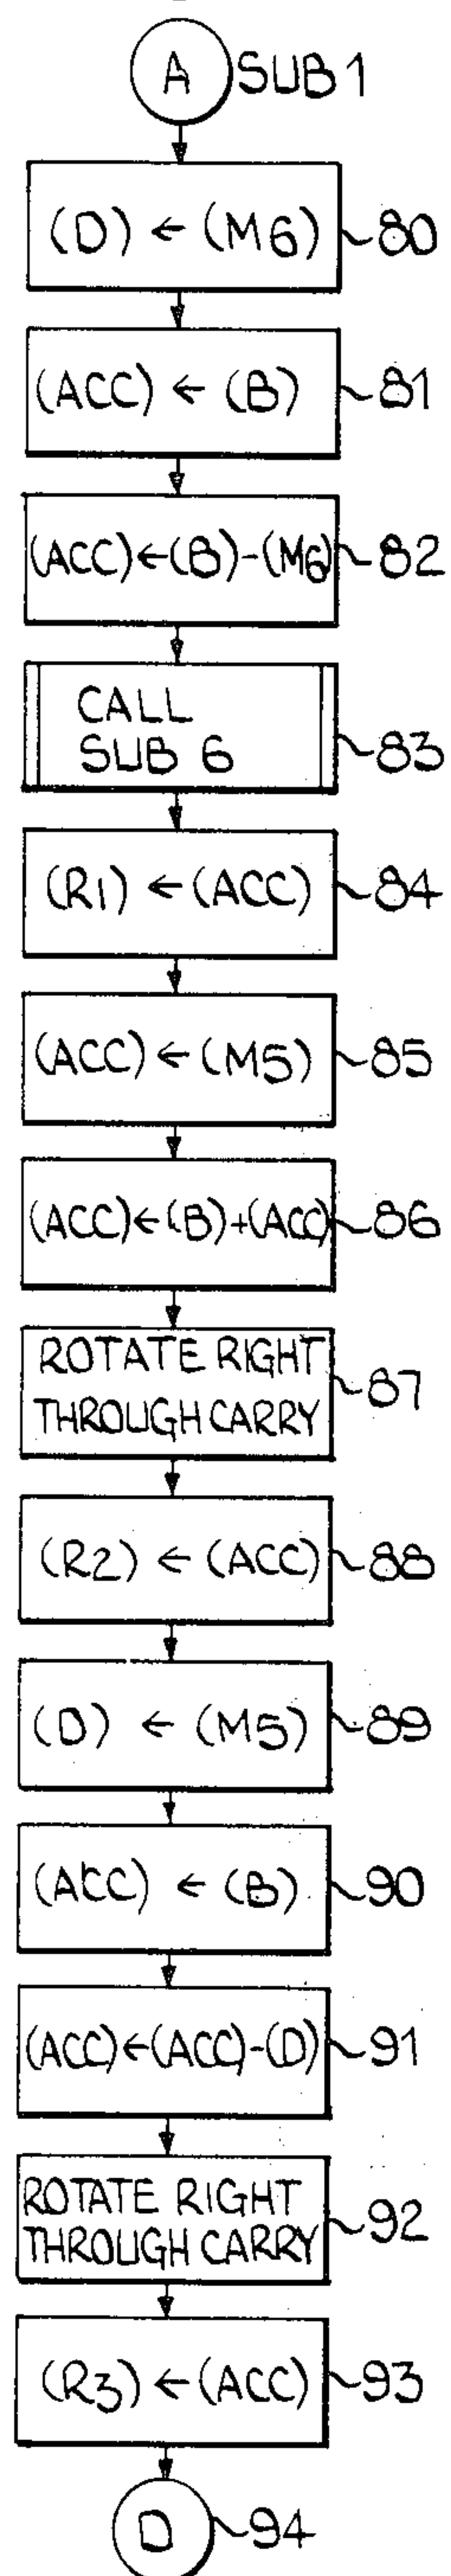 A SUB 1
(D) ← (M6) 80
(ACC) ← (B) 81
(ACC)←(B)-(M6) 82
CALL
SUB 6 83
(R1) ← (ACC) 84
(ACC) ← (M5) 85
(ACC)←(B)+(ACC) 86
ROTATE RIGHT
THROUGH CARRY 87
(R2) ← (ACC) 88
(D) ← (M5) 89
(ACC) ← (B) 90
(ACC)←(ACC)-(D) 91
ROTATE RIGHT
THROUGH CARRY 92
(R3) ← (ACC) 93
D 94